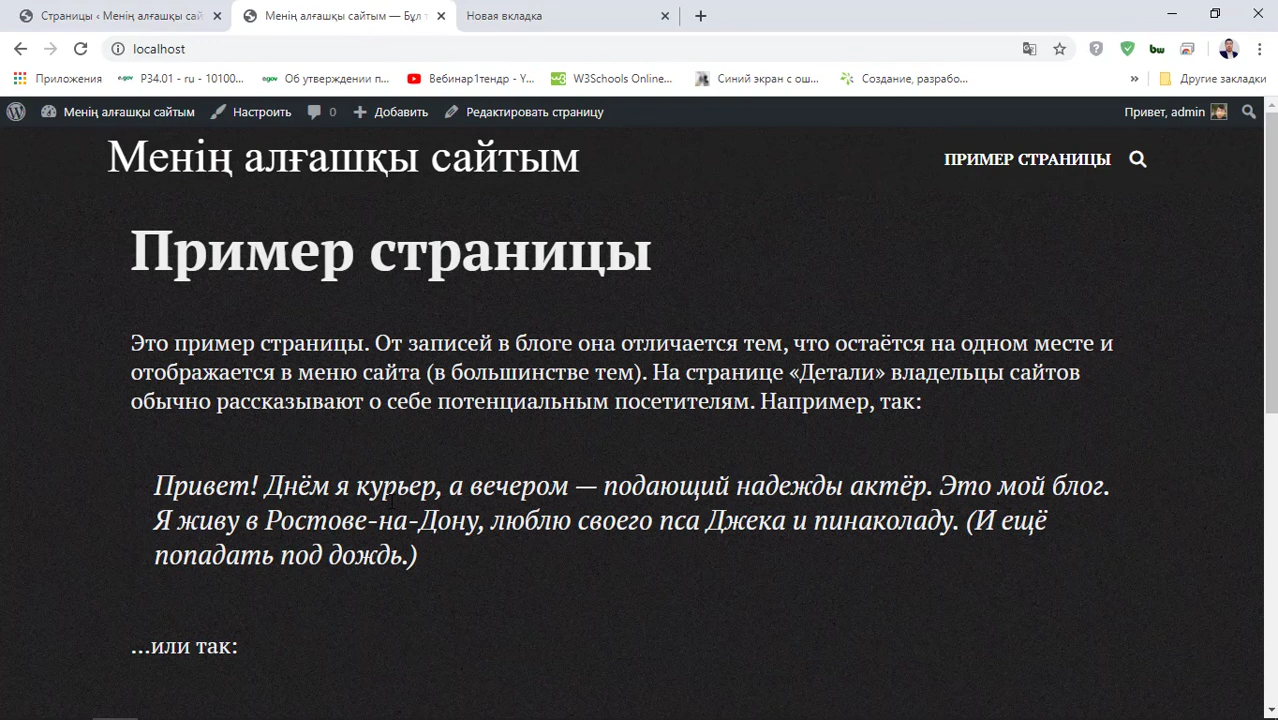 Страницы ‹ Менің алғашқы сай
Менің алғашқы сайтым — Бұл т
Новая вкладка
localhost
Приложения
P34.01 - ru - 10100...
Об утверждении п...
Вебинар1тендр - Y...
W3Schools Online...
Синий экран с ош...
Создание, разрабо...
»
Другие закладки
Менің алғашқы сайтым
Настроить
0
Добавить
Редактировать страницу
Привет, admin
Менің алғашқы сайтым
ПРИМЕР СТРАНИЦЫ
Пример страницы
Это пример страницы. От записей в блоге она отличается тем, что остаётся на одном месте и
отображается в меню сайта (в большинстве тем). На странице «Детали» владельцы сайтов
обычно рассказывают о себе потенциальным посетителям. Например, так:
Привет! Днём я курьер, а вечером — подающий надежды актёр. Это мой блог.
Я живу в Ростове-на-Дону, люблю своего пса Джека и пинаколаду. (И ещё
попадать под дождь.)
...или так: